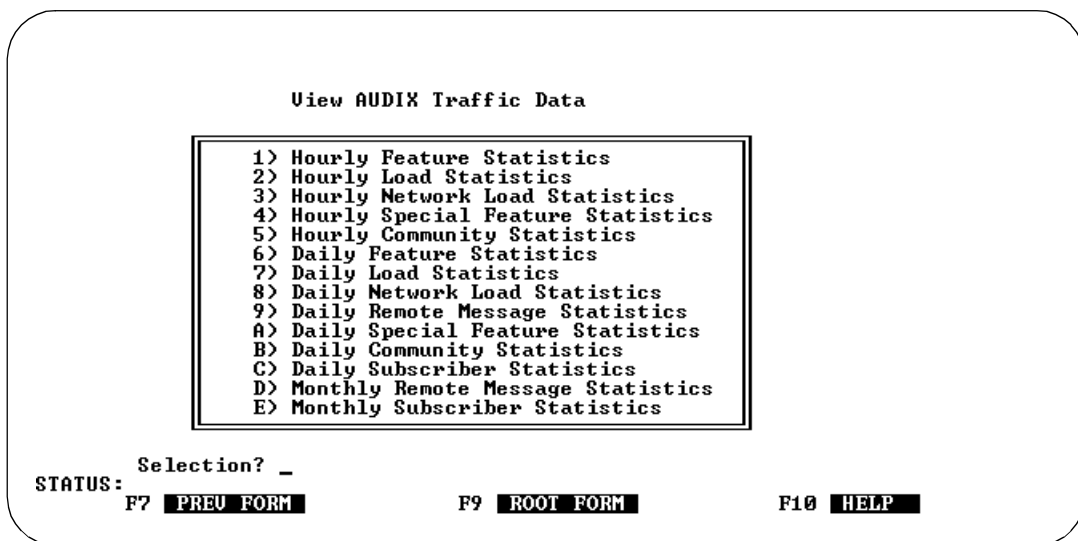 View AUDIX Traffic Data
1) Hourly Feature Statistics
2) Hourly Load Statistics
3) Hourly Network Load Statistics
4) Hourly Special Feature Statistics
5) Hourly Community Statistics
6) Daily Feature Statistics
7) Daily Load Statistics
8) Daily Network Load Statistics
9) Daily Remote Message Statistics
A) Daily Special Feature Statistics
B) Daily Community Statistics
C) Daily Subscriber Statistics
D) Monthly Remote Message Statistics
E) Monthly Subscriber Statistics
Selection? _
STATUS:
F7 PREV FORM F9 ROOT FORM F10 HELP